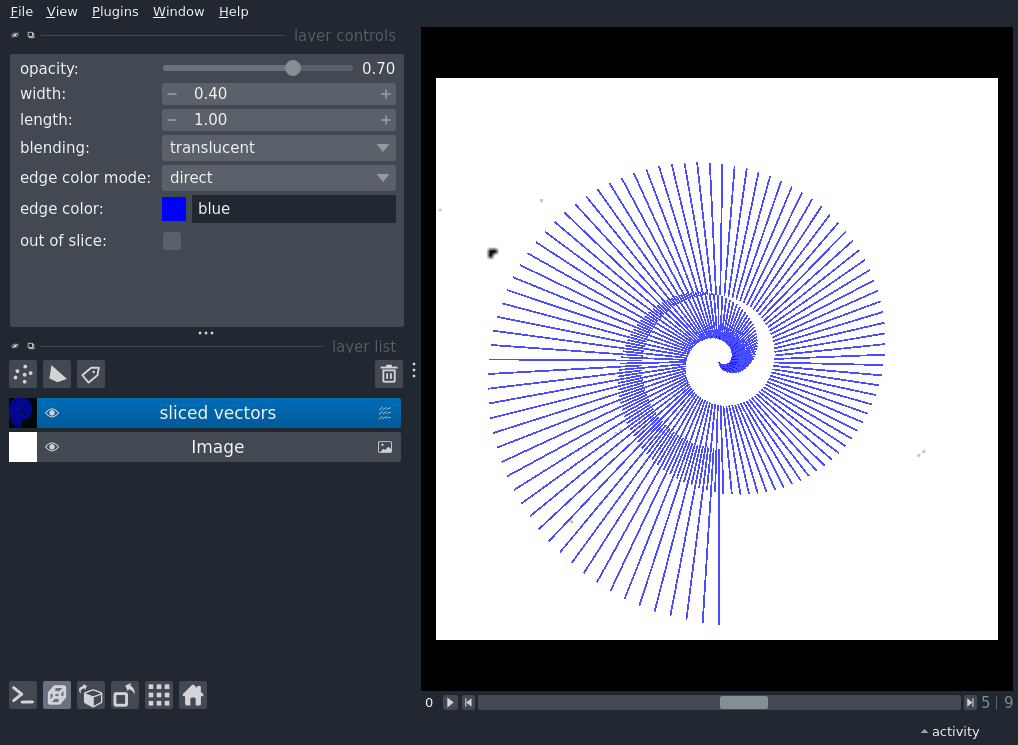 File View Plugins Window Help
layer controls
opacity: 0.70
width: − 0.40 +
length: − 1.00 +
blending: translucent
edge color mode: direct
edge color: blue
out of slice:
layer list
sliced vectors
Image
0 5 | 9
activity